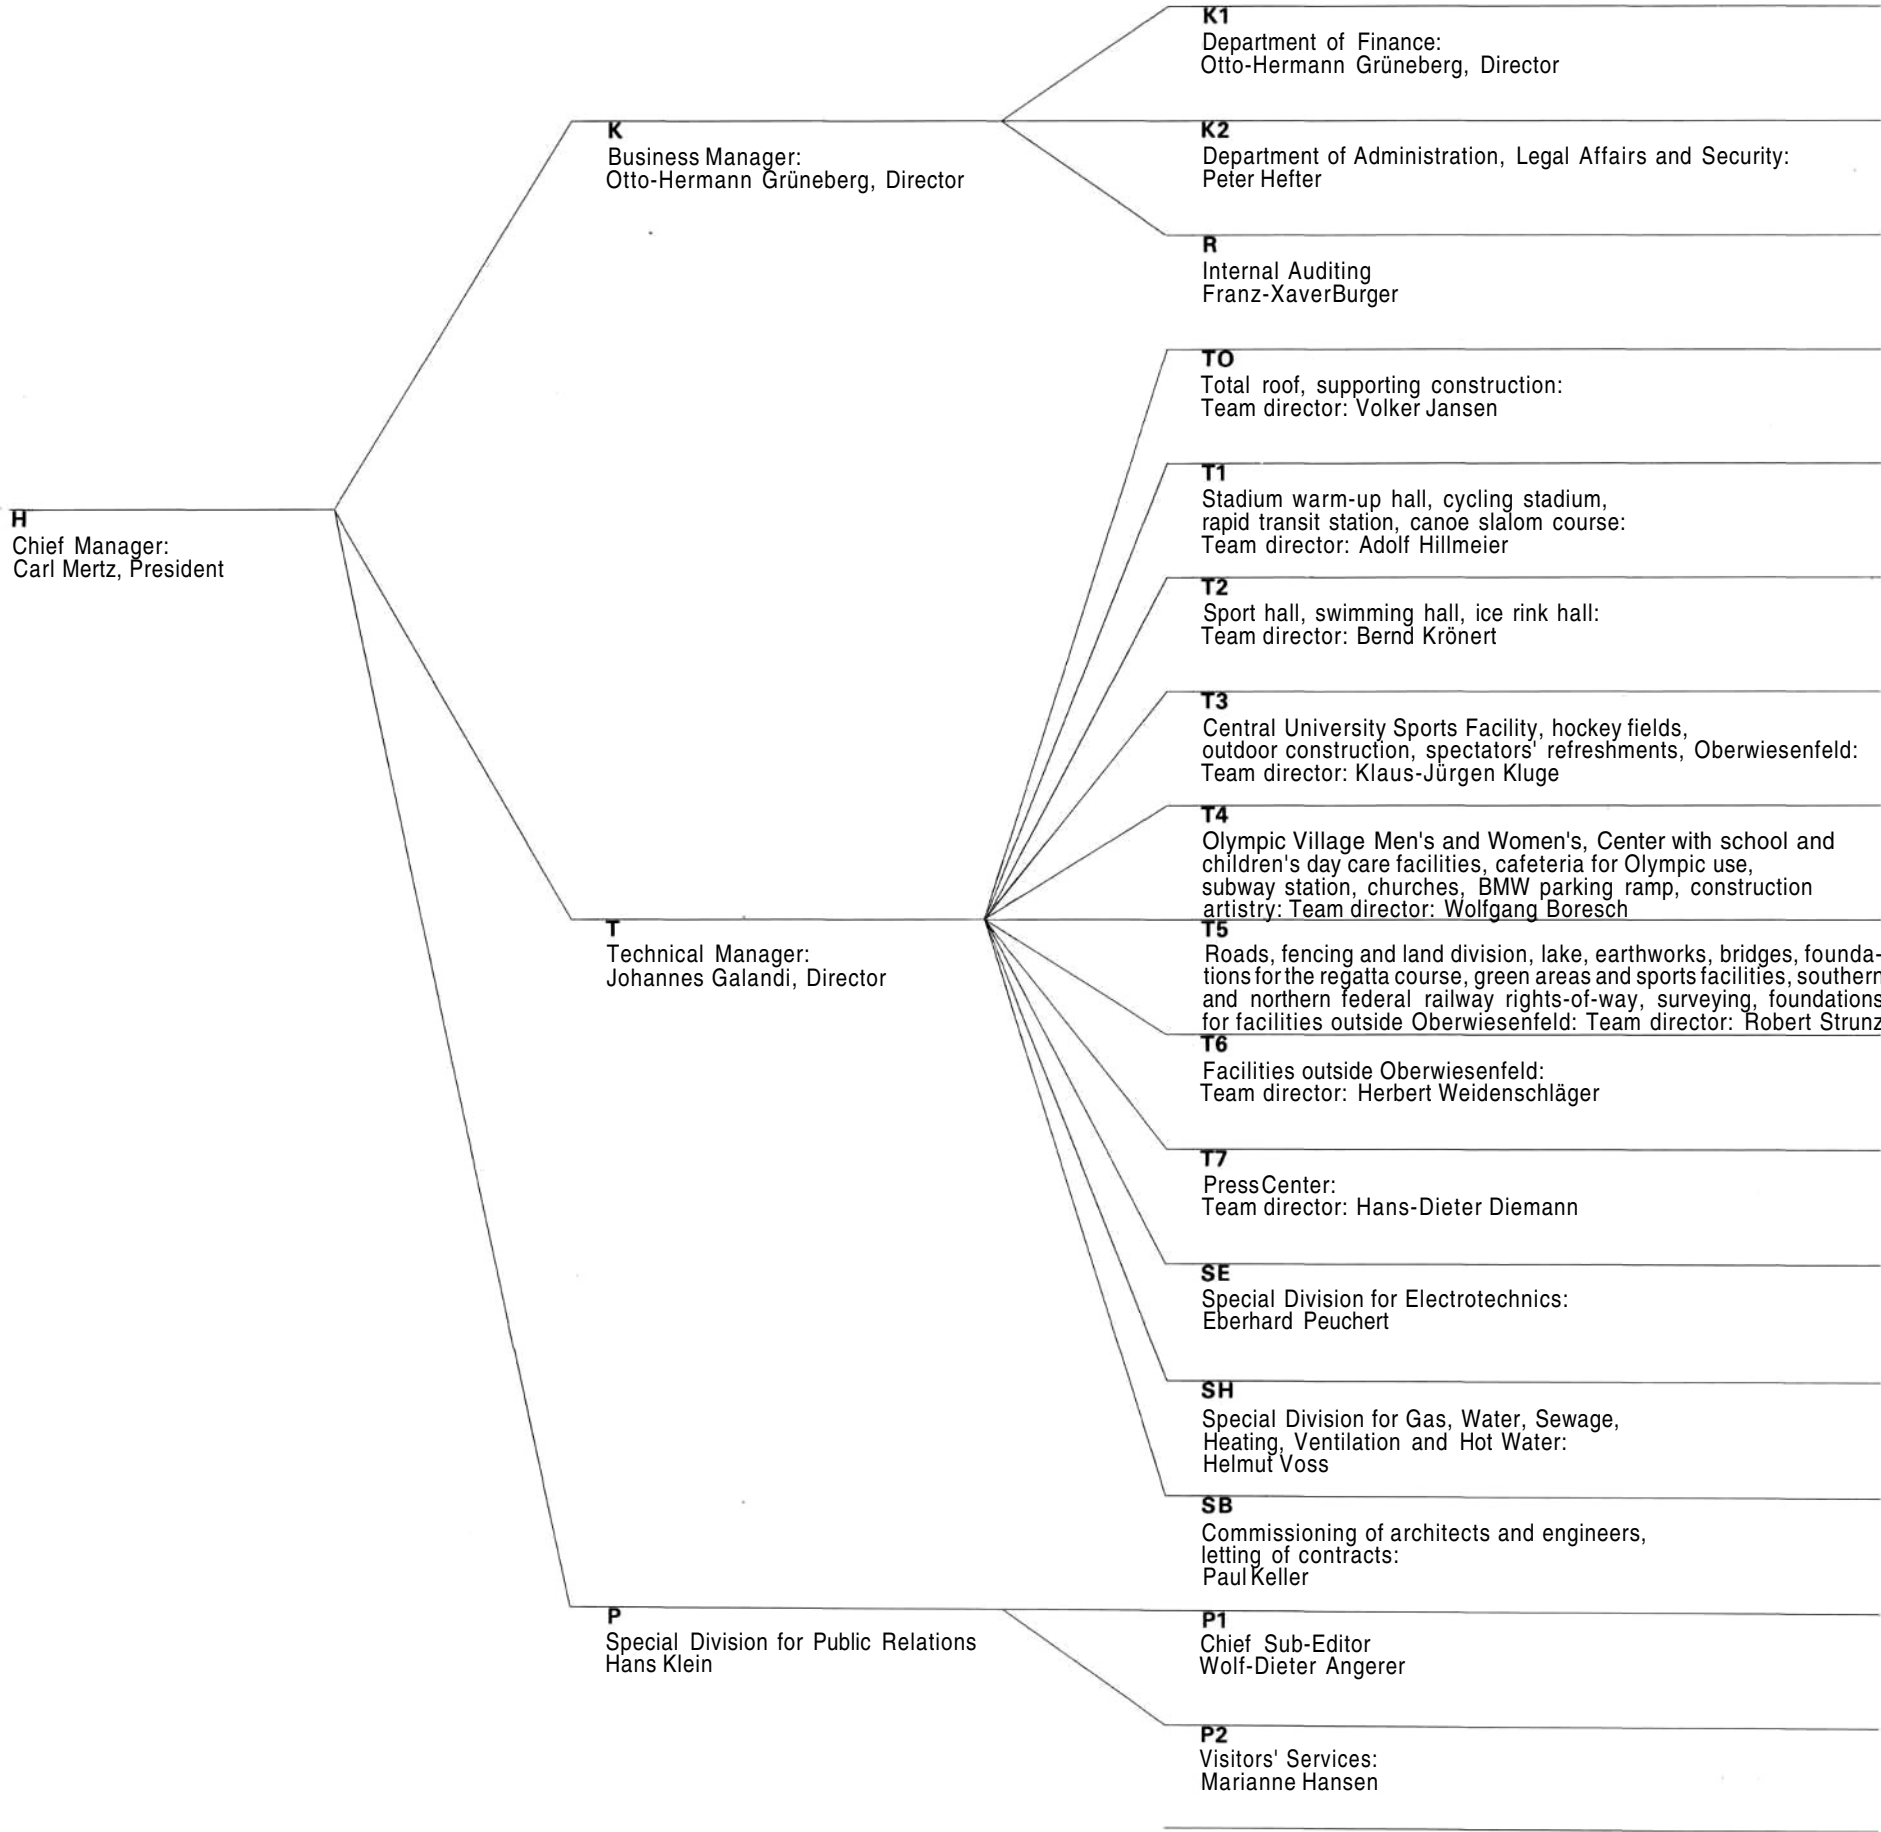 H
Chief Manager:
Carl Mertz, President
K
Business Manager:
Otto-Hermann Grüneberg, Director
T
Technical Manager:
Johannes Galandi, Director
P
Special Division for Public Relations
Hans Klein
K1
Department of Finance:
Otto-Hermann Grüneberg, Director
K2
Department of Administration, Legal Affairs and Security:
Peter Hefter
R
Internal Auditing
Franz-XaverBurger
TO
Total roof, supporting construction:
Team director: Volker Jansen
T1
Stadium warm-up hall, cycling stadium,
rapid transit station, canoe slalom course:
Team director: Adolf Hillmeier
T2
Sport hall, swimming hall, ice rink hall:
Team director: Bernd Krönert
T3
Central University Sports Facility, hockey fields,
outdoor construction, spectators' refreshments, Oberwiesenfeld:
Team director: Klaus-Jürgen Kluge
T4
Olympic Village Men's and Women's, Center with school and
children's day care facilities, cafeteria for Olympic use,
subway station, churches, BMW parking ramp, construction
artistry: Team director: Wolfgang Boresch
T5
Roads, fencing and land division, lake, earthworks, bridges, founda-
tions for the regatta course, green areas and sports facilities, southern
and northern federal railway rights-of-way, surveying, foundations
for facilities outside Oberwiesenfeld: Team director: Robert Strunz
T6
Facilities outside Oberwiesenfeld:
Team director: Herbert Weidenschläger
T7
Press Center:
Team director: Hans-Dieter Diemann
SE
Special Division for Electrotechnics:
Eberhard Peuchert
SH
Special Division for Gas, Water, Sewage,
Heating, Ventilation and Hot Water:
Helmut Voss
SB
Commissioning of architects and engineers,
letting of contracts:
Paul Keller
P1
Chief Sub-Editor
Wolf-Dieter Angerer
P2
Visitors' Services:
Marianne Hansen